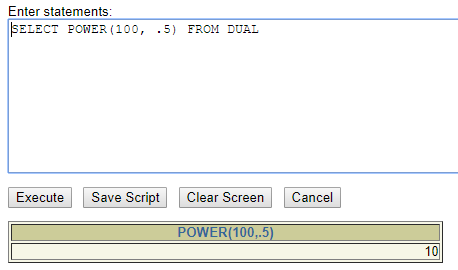 Enter statements:
SELECT POWER(100, .5) FROM DUAL
Execute Save Script Clear Screen Cancel
POWER(100,.5)
10